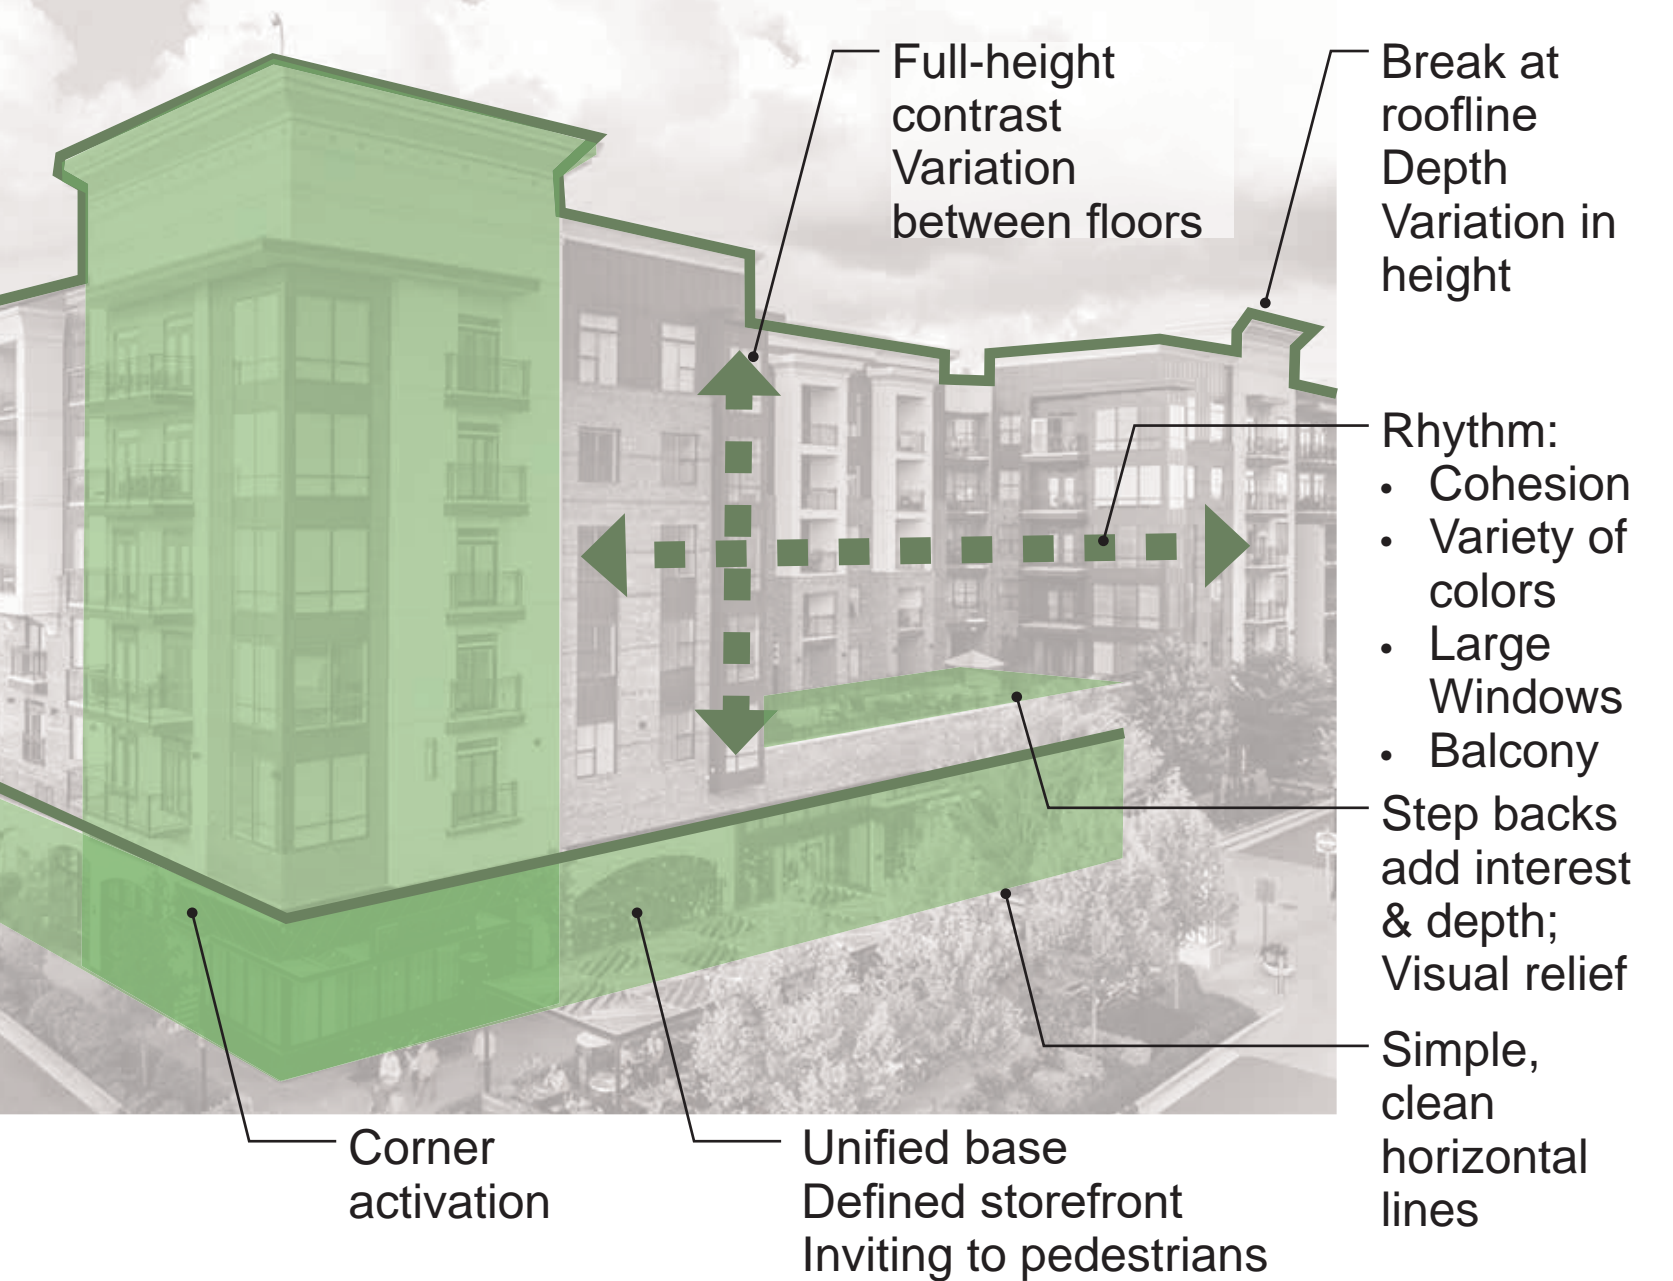 Full-height
contrast
Variation
between floors
Break at
roofline
Depth
Variation in
height
Rhythm:
• Cohesion
• Variety of
colors
• Large
Windows
• Balcony
Step backs
add interest
& depth;
Visual relief
Simple,
clean
horizontal
lines
Corner
activation
Unified base
Defined storefront
Inviting to pedestrians